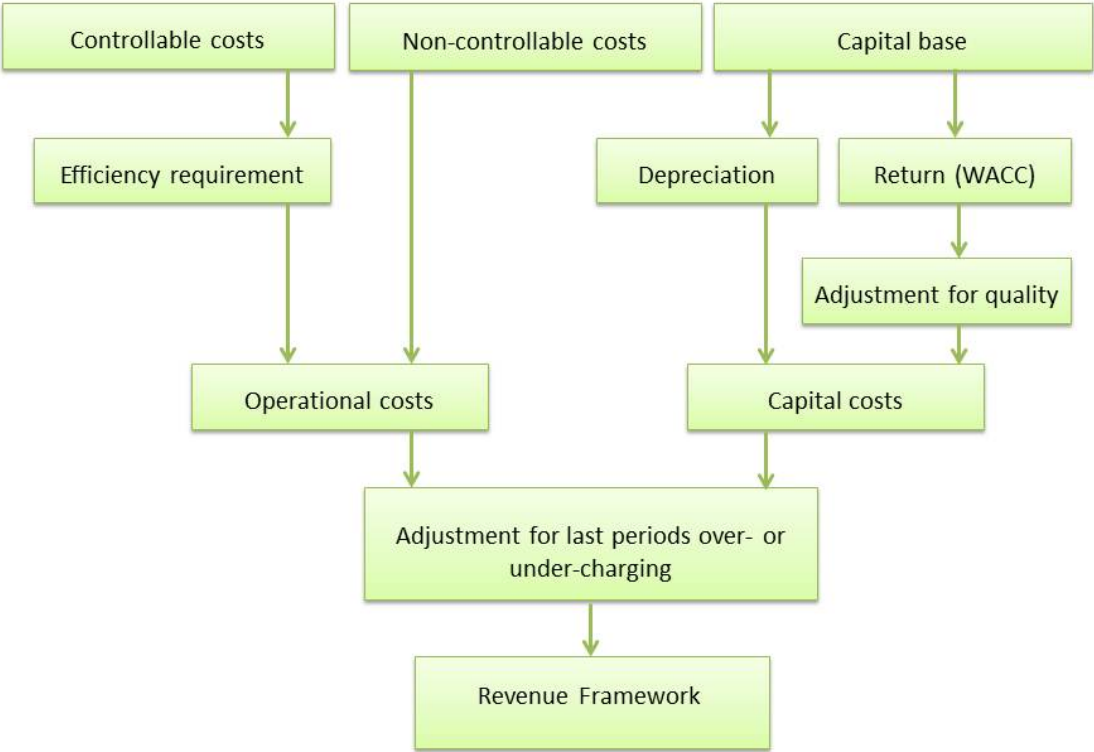 Controllable costs
Non-controllable costs
Capital base
Efficiency requirement
Depreciation
Return (WACC)
Adjustment for quality
Operational costs
Capital costs
Adjustment for last periods over- or
under-charging
Revenue Framework